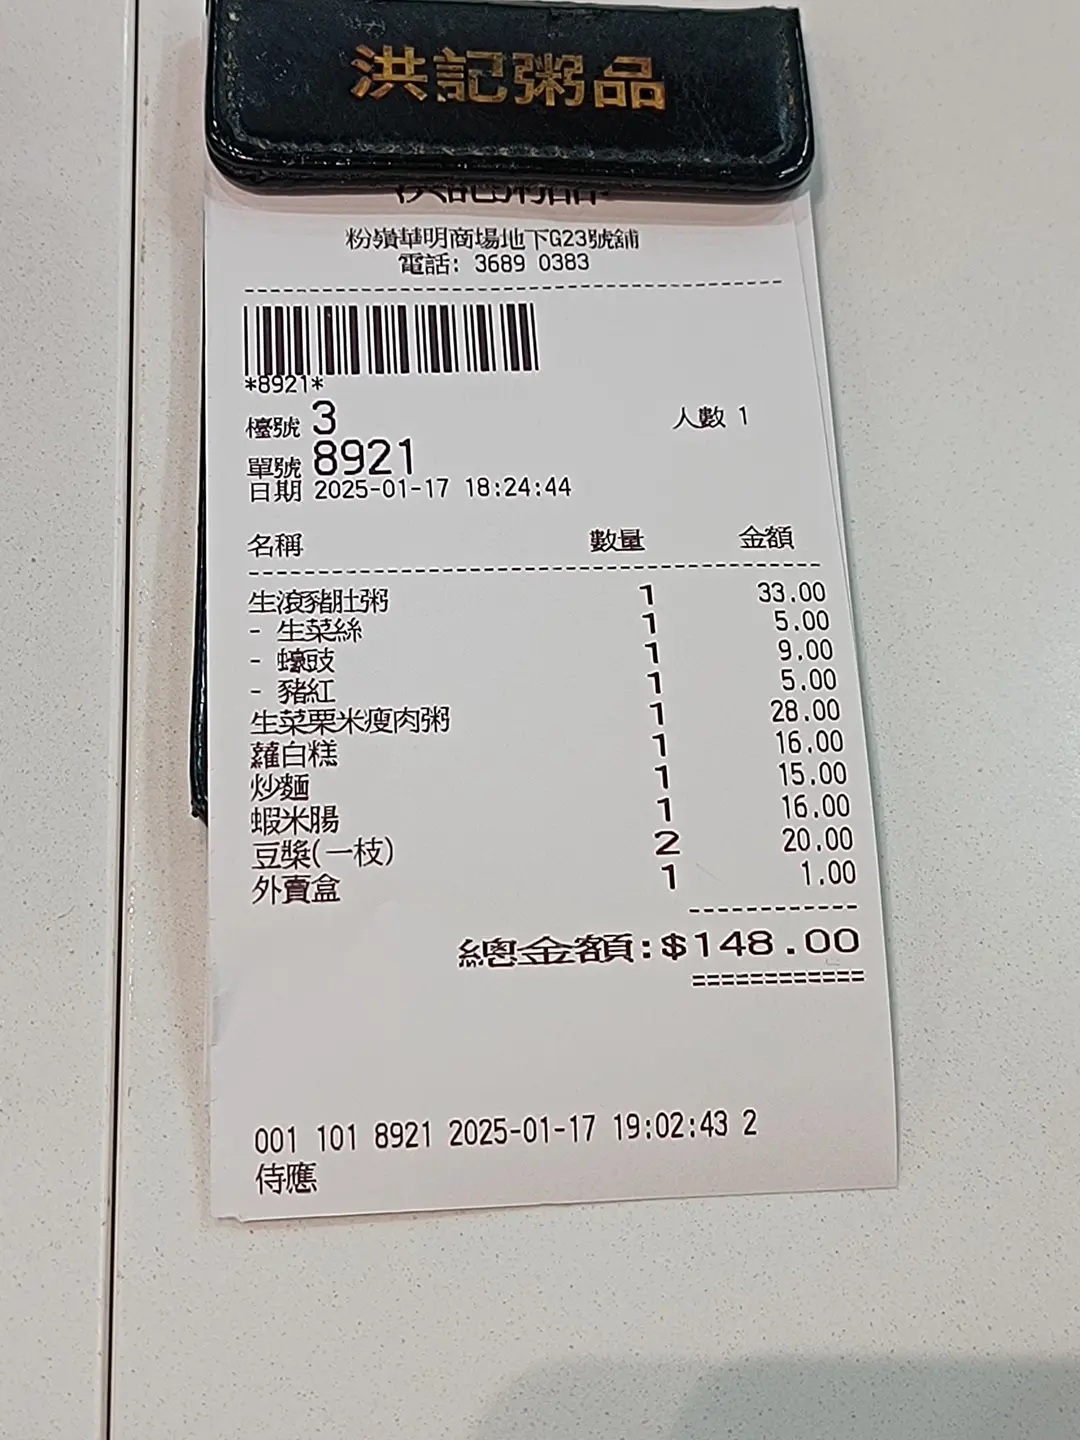 洪記粥品
洪記粥品
粉嶺華明商場地下G23號舖
電話: 3689 0383
*8921*
檯號 3 人數 1
單號 8921
日期 2025-01-17 18:24:44
名稱 數量 金額
生滾豬肚粥 1 33.00
- 生菜絲 1 5.00
- 蠔豉 1 9.00
- 豬紅 1 5.00
生菜粟米瘦肉粥 1 28.00
蘿白糕 1 16.00
炒麵 1 15.00
蝦米腸 1 16.00
豆漿(一枝) 2 20.00
外賣盒 1 1.00
總金額:$148.00
001 101 8921 2025-01-17 19:02:43 2
侍應